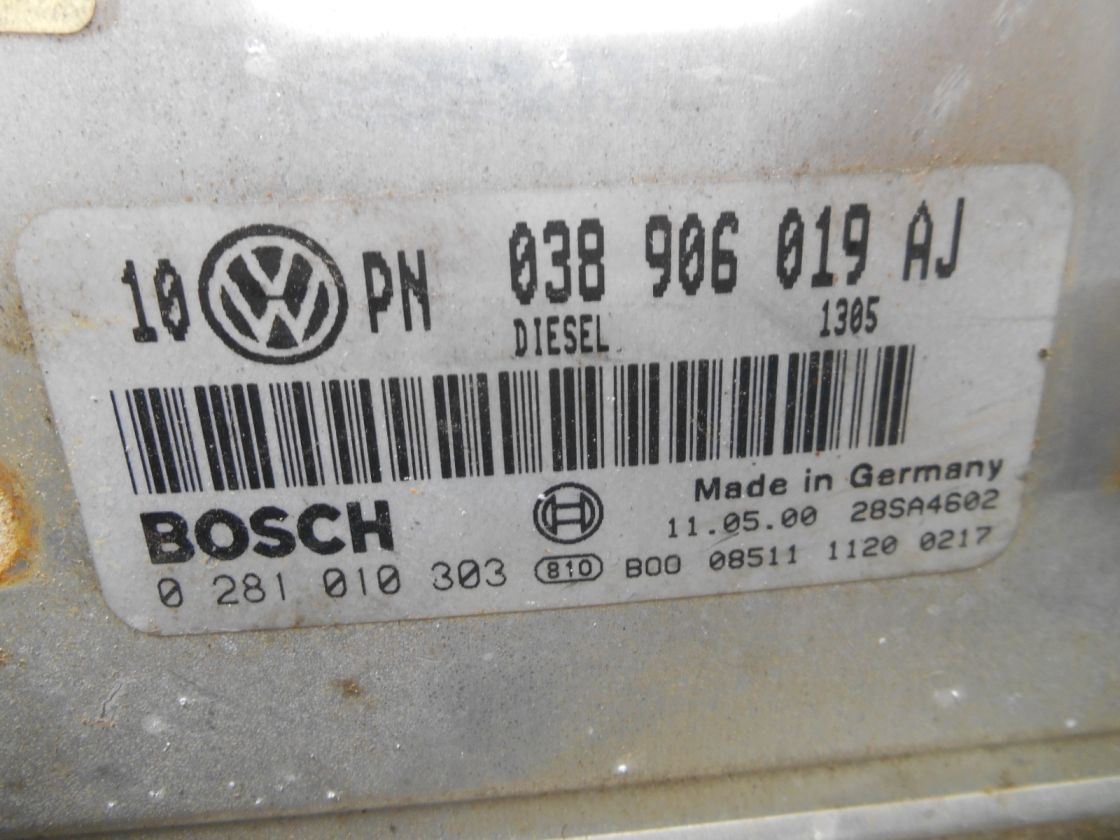 10 PN 038 906 019 AJ
DIESEL 1305
Made in Germany
BOSCH 11.05.00 28SA4602
0 281 010 303 810 B00 08511 1120 0217